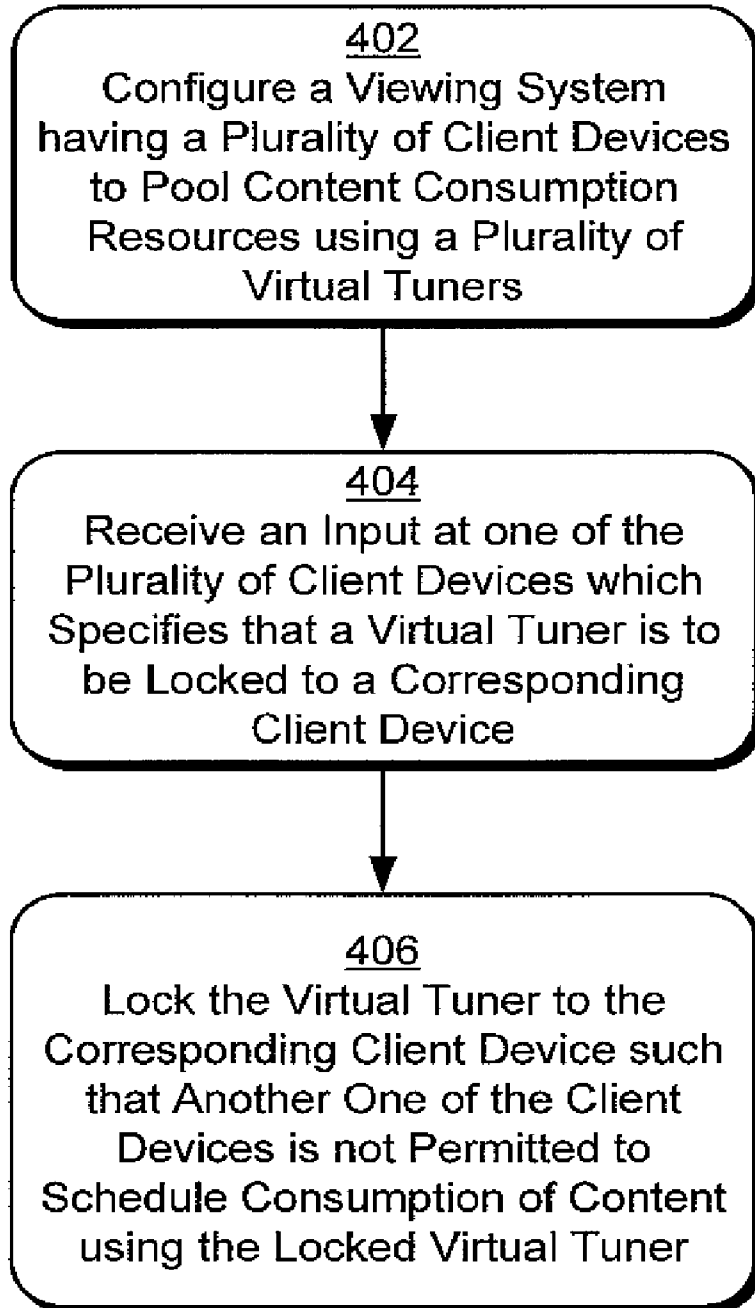 402
Configure a Viewing System
having a Plurality of Client Devices
to Pool Content Consumption
Resources using a Plurality of
Virtual Tuners
404
Receive an Input at one of the
Plurality of Client Devices which
Specifies that a Virtual Tuner is to
be Locked to a Corresponding
Client Device
406
Lock the Virtual Tuner to the
Corresponding Client Device such
that Another One of the Client
Devices is not Permitted to
Schedule Consumption of Content
using the Locked Virtual Tuner